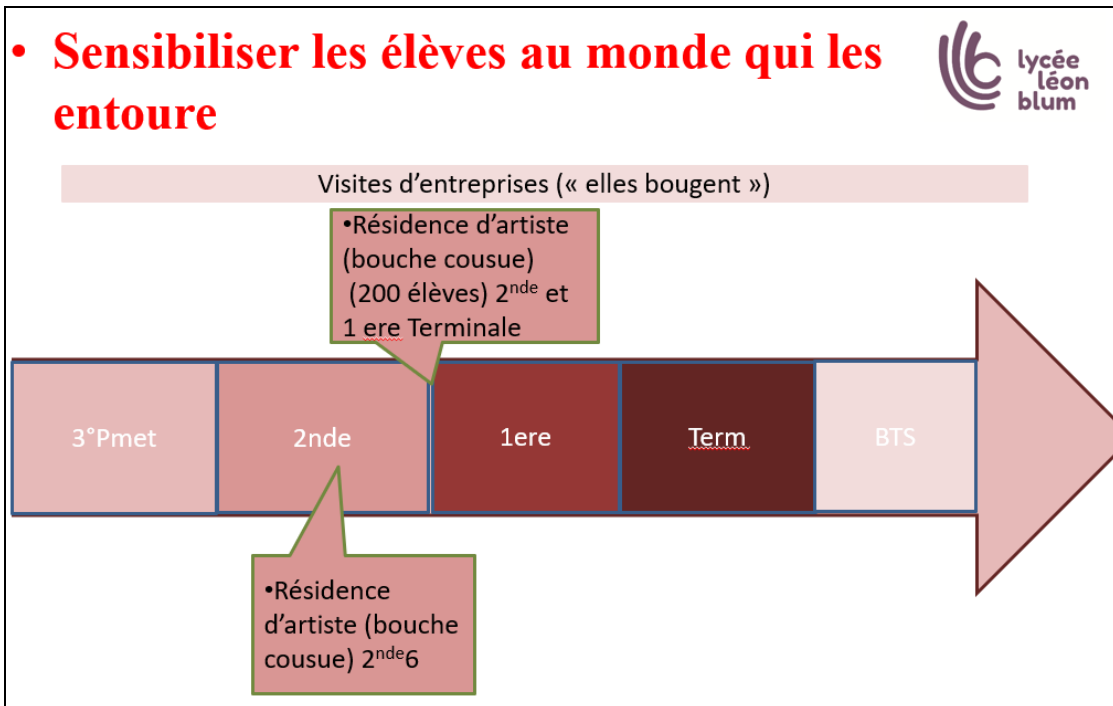 • Sensibiliser les élèves au monde qui les
entoure
lycée
léon
blum
Visites d’entreprises (« elles bougent »)
•Résidence d’artiste
(bouche cousue)
(200 élèves) 2nde et
1 ere Terminale
3°Pmet
2nde
1ere
Term
BTS
•Résidence
d’artiste (bouche
cousue) 2nde6